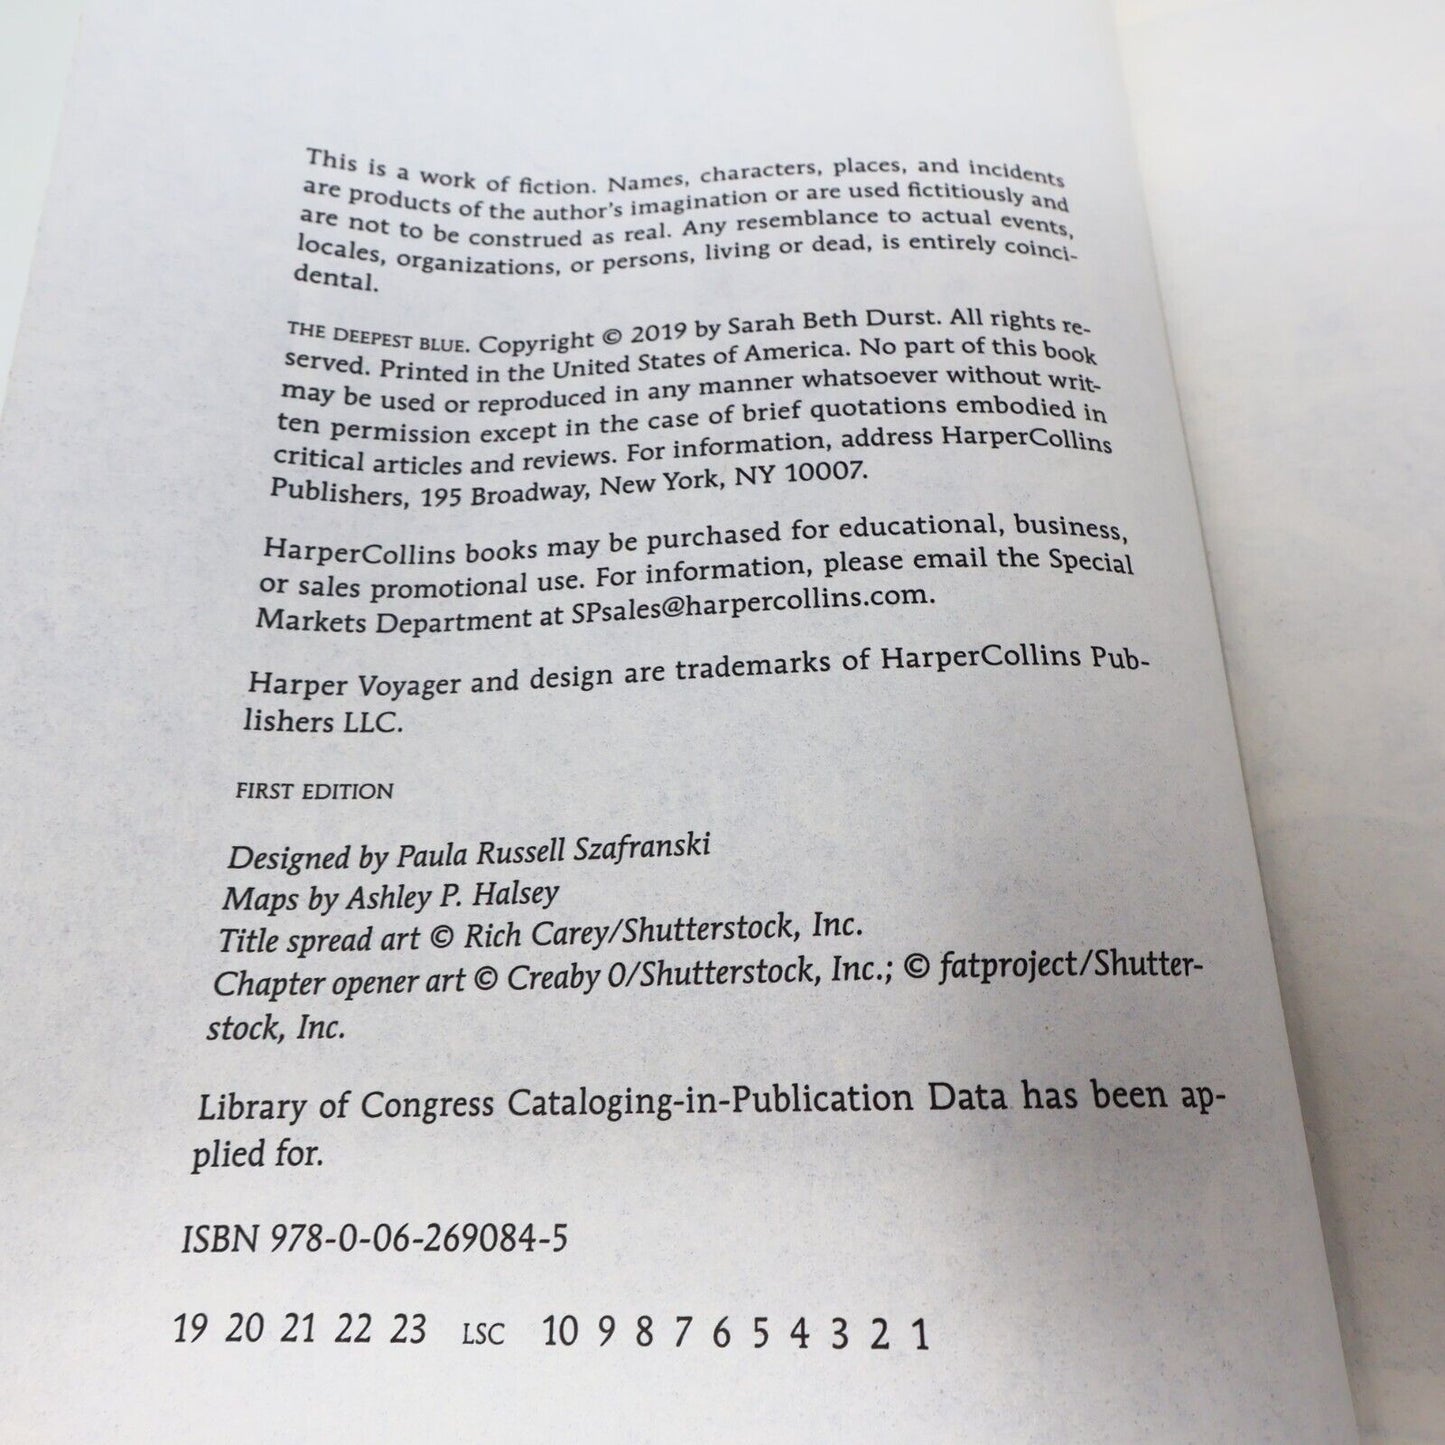 This is a work of fiction. Names, characters, places, and incidents
are products of the author's imagination or are used fictitiously and
are not to be construed as real. Any resemblance to actual events,
locales, organizations, or persons, living or dead, is entirely coinci-
dental.
THE DEEPEST BLUE. Copyright © 2019 by Sarah Beth Durst. All rights re-
served. Printed in the United States of America. No part of this book
may be used or reproduced in any manner whatsoever without writ-
ten permission except in the case of brief quotations embodied in
critical articles and reviews. For information, address HarperCollins
Publishers, 195 Broadway, New York, NY 10007.
HarperCollins books may be purchased for educational, business,
or sales promotional use. For information, please email the Special
Markets Department at SPsales@harpercollins.com.
Harper Voyager and design are trademarks of HarperCollins Pub-
lishers LLC.
FIRST EDITION
Designed by Paula Russell Szafranski
Maps by Ashley P. Halsey
Title spread art © Rich Carey/Shutterstock, Inc.
Chapter opener art © Creaby 0/Shutterstock, Inc.; © fatproject/Shutter-
stock, Inc.
Library of Congress Cataloging-in-Publication Data has been ap-
plied for.
ISBN 978-0-06-269084-5
19 20 21 22 23 LSC 10 9 8 7 6 5 4 3 2 1